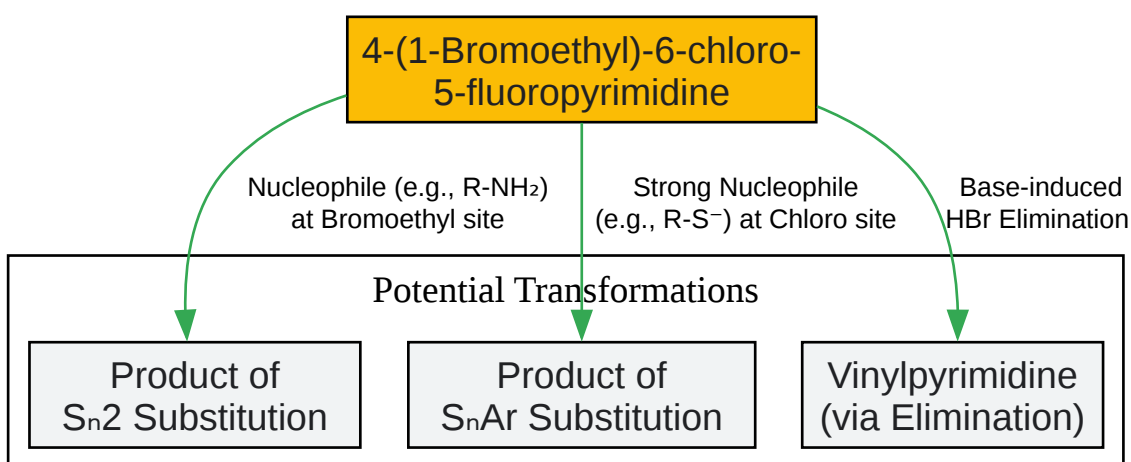 4-(1-Bromoethyl)-6-chloro-
5-fluoropyrimidine
Nucleophile (e.g., R-NH₂)
at Bromoethyl site
Strong Nucleophile
(e.g., R-S⁻) at Chloro site
Base-induced
HBr Elimination
Potential Transformations
Product of
Sₙ2 Substitution
Product of
SₙAr Substitution
Vinylpyrimidine
(via Elimination)